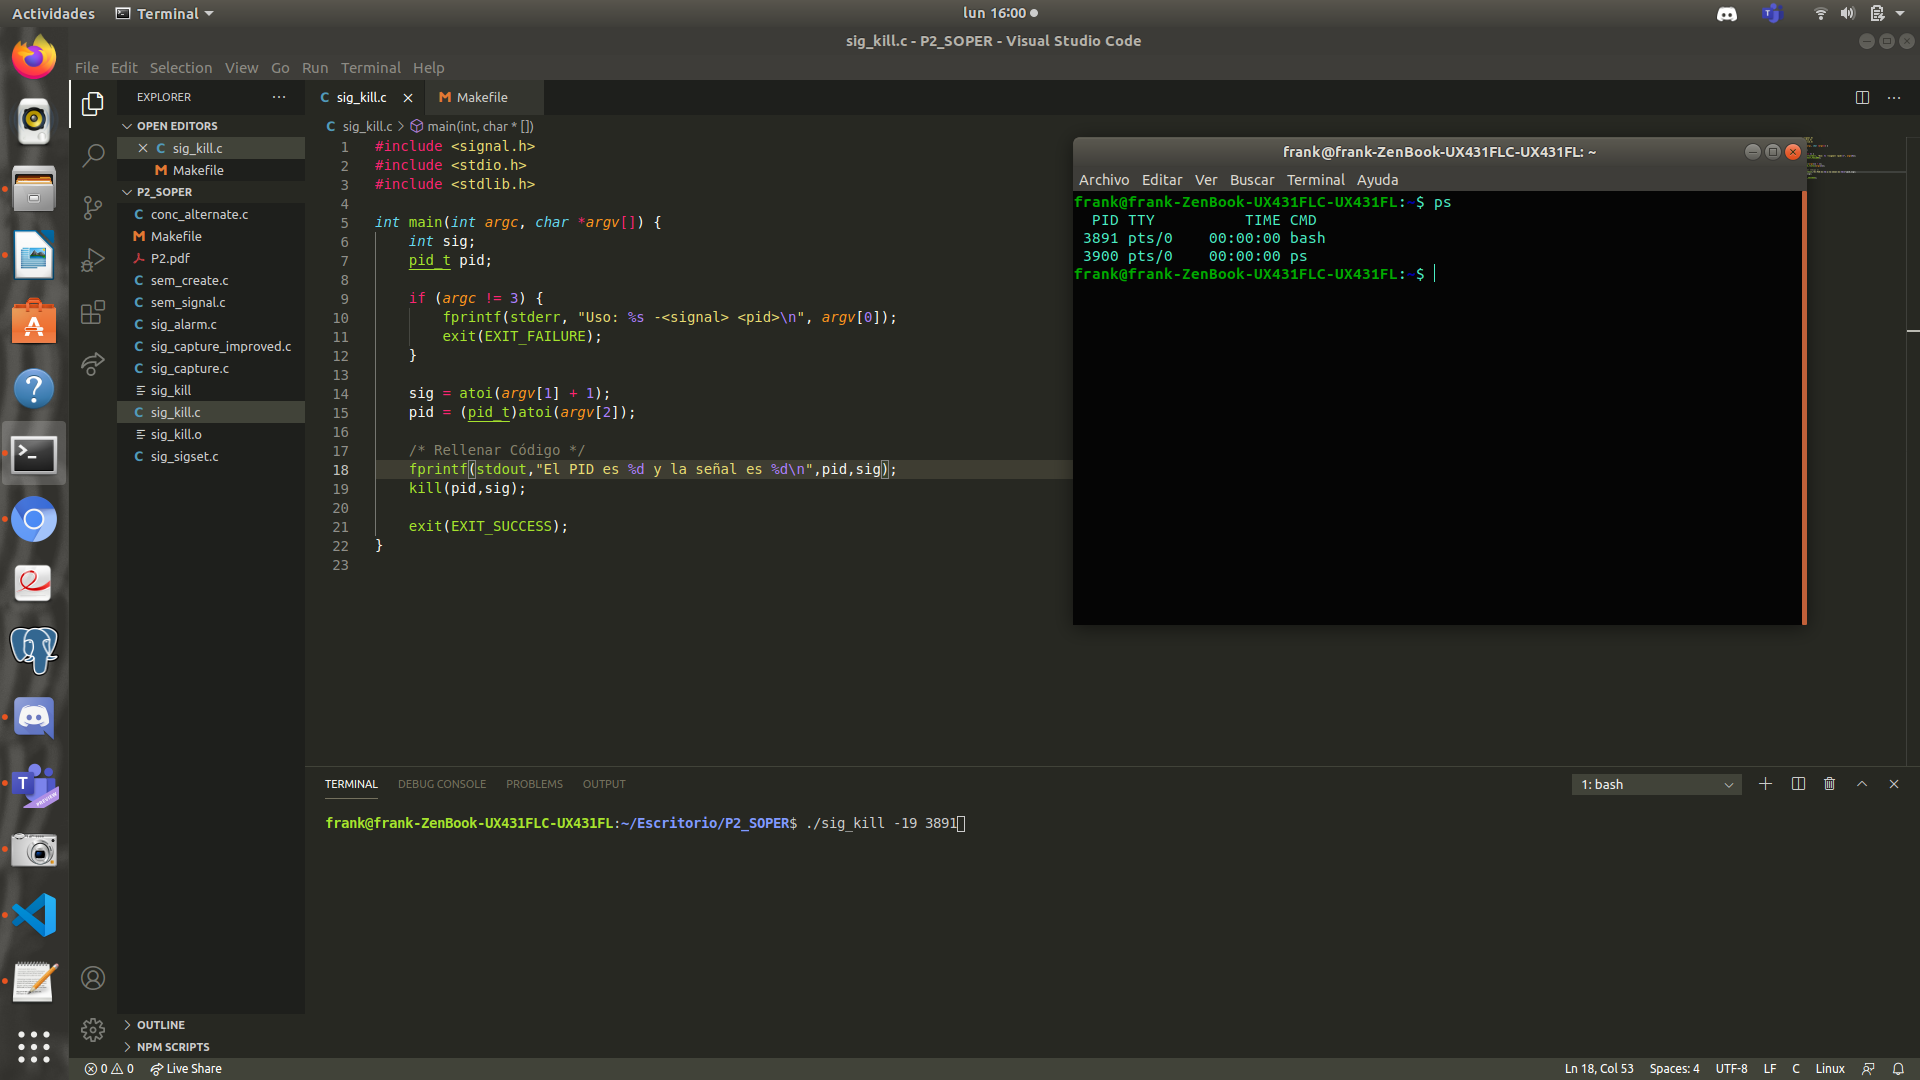 Actividades
Terminal
lun 16:00
sig_kill.c - P2_SOPER - Visual Studio Code
File Edit Selection View Go Run Terminal Help
EXPLORER
OPEN EDITORS
sig_kill.c
Makefile
P2_SOPER
conc_alternate.c
Makefile
P2.pdf
sem_create.c
sem_signal.c
sig_alarm.c
sig_capture_improved.c
sig_capture.c
sig_kill
sig_kill.c
sig_kill.o
sig_sigset.c
OUTLINE
NPM SCRIPTS
sig_kill.c
Makefile
sig_kill.c > main(int, char * [])
1 #include <signal.h>
2 #include <stdio.h>
3 #include <stdlib.h>
4
5 int main(int argc, char *argv[]) {
6 int sig;
7 pid_t pid;
8
9 if (argc != 3) {
10 fprintf(stderr, "Uso: %s -<signal> <pid>\n", argv[0]);
11 exit(EXIT_FAILURE);
12 }
13
14 sig = atoi(argv[1] + 1);
15 pid = (pid_t)atoi(argv[2]);
16
17 /* Rellenar Código */
18 fprintf(stdout,"El PID es %d y la señal es %d\n",pid,sig);
19 kill(pid,sig);
20
21 exit(EXIT_SUCCESS);
22 }
23
frank@frank-ZenBook-UX431FLC-UX431FL: ~
Archivo Editar Ver Buscar Terminal Ayuda
frank@frank-ZenBook-UX431FLC-UX431FL:~$ ps
PID TTY TIME CMD
3891 pts/0 00:00:00 bash
3900 pts/0 00:00:00 ps
frank@frank-ZenBook-UX431FLC-UX431FL:~$
TERMINAL DEBUG CONSOLE PROBLEMS OUTPUT
1: bash
frank@frank-ZenBook-UX431FLC-UX431FL:~/Escritorio/P2_SOPER$ ./sig_kill -19 3891
0 0 Live Share
Ln 18, Col 53 Spaces: 4 UTF-8 LF C Linux